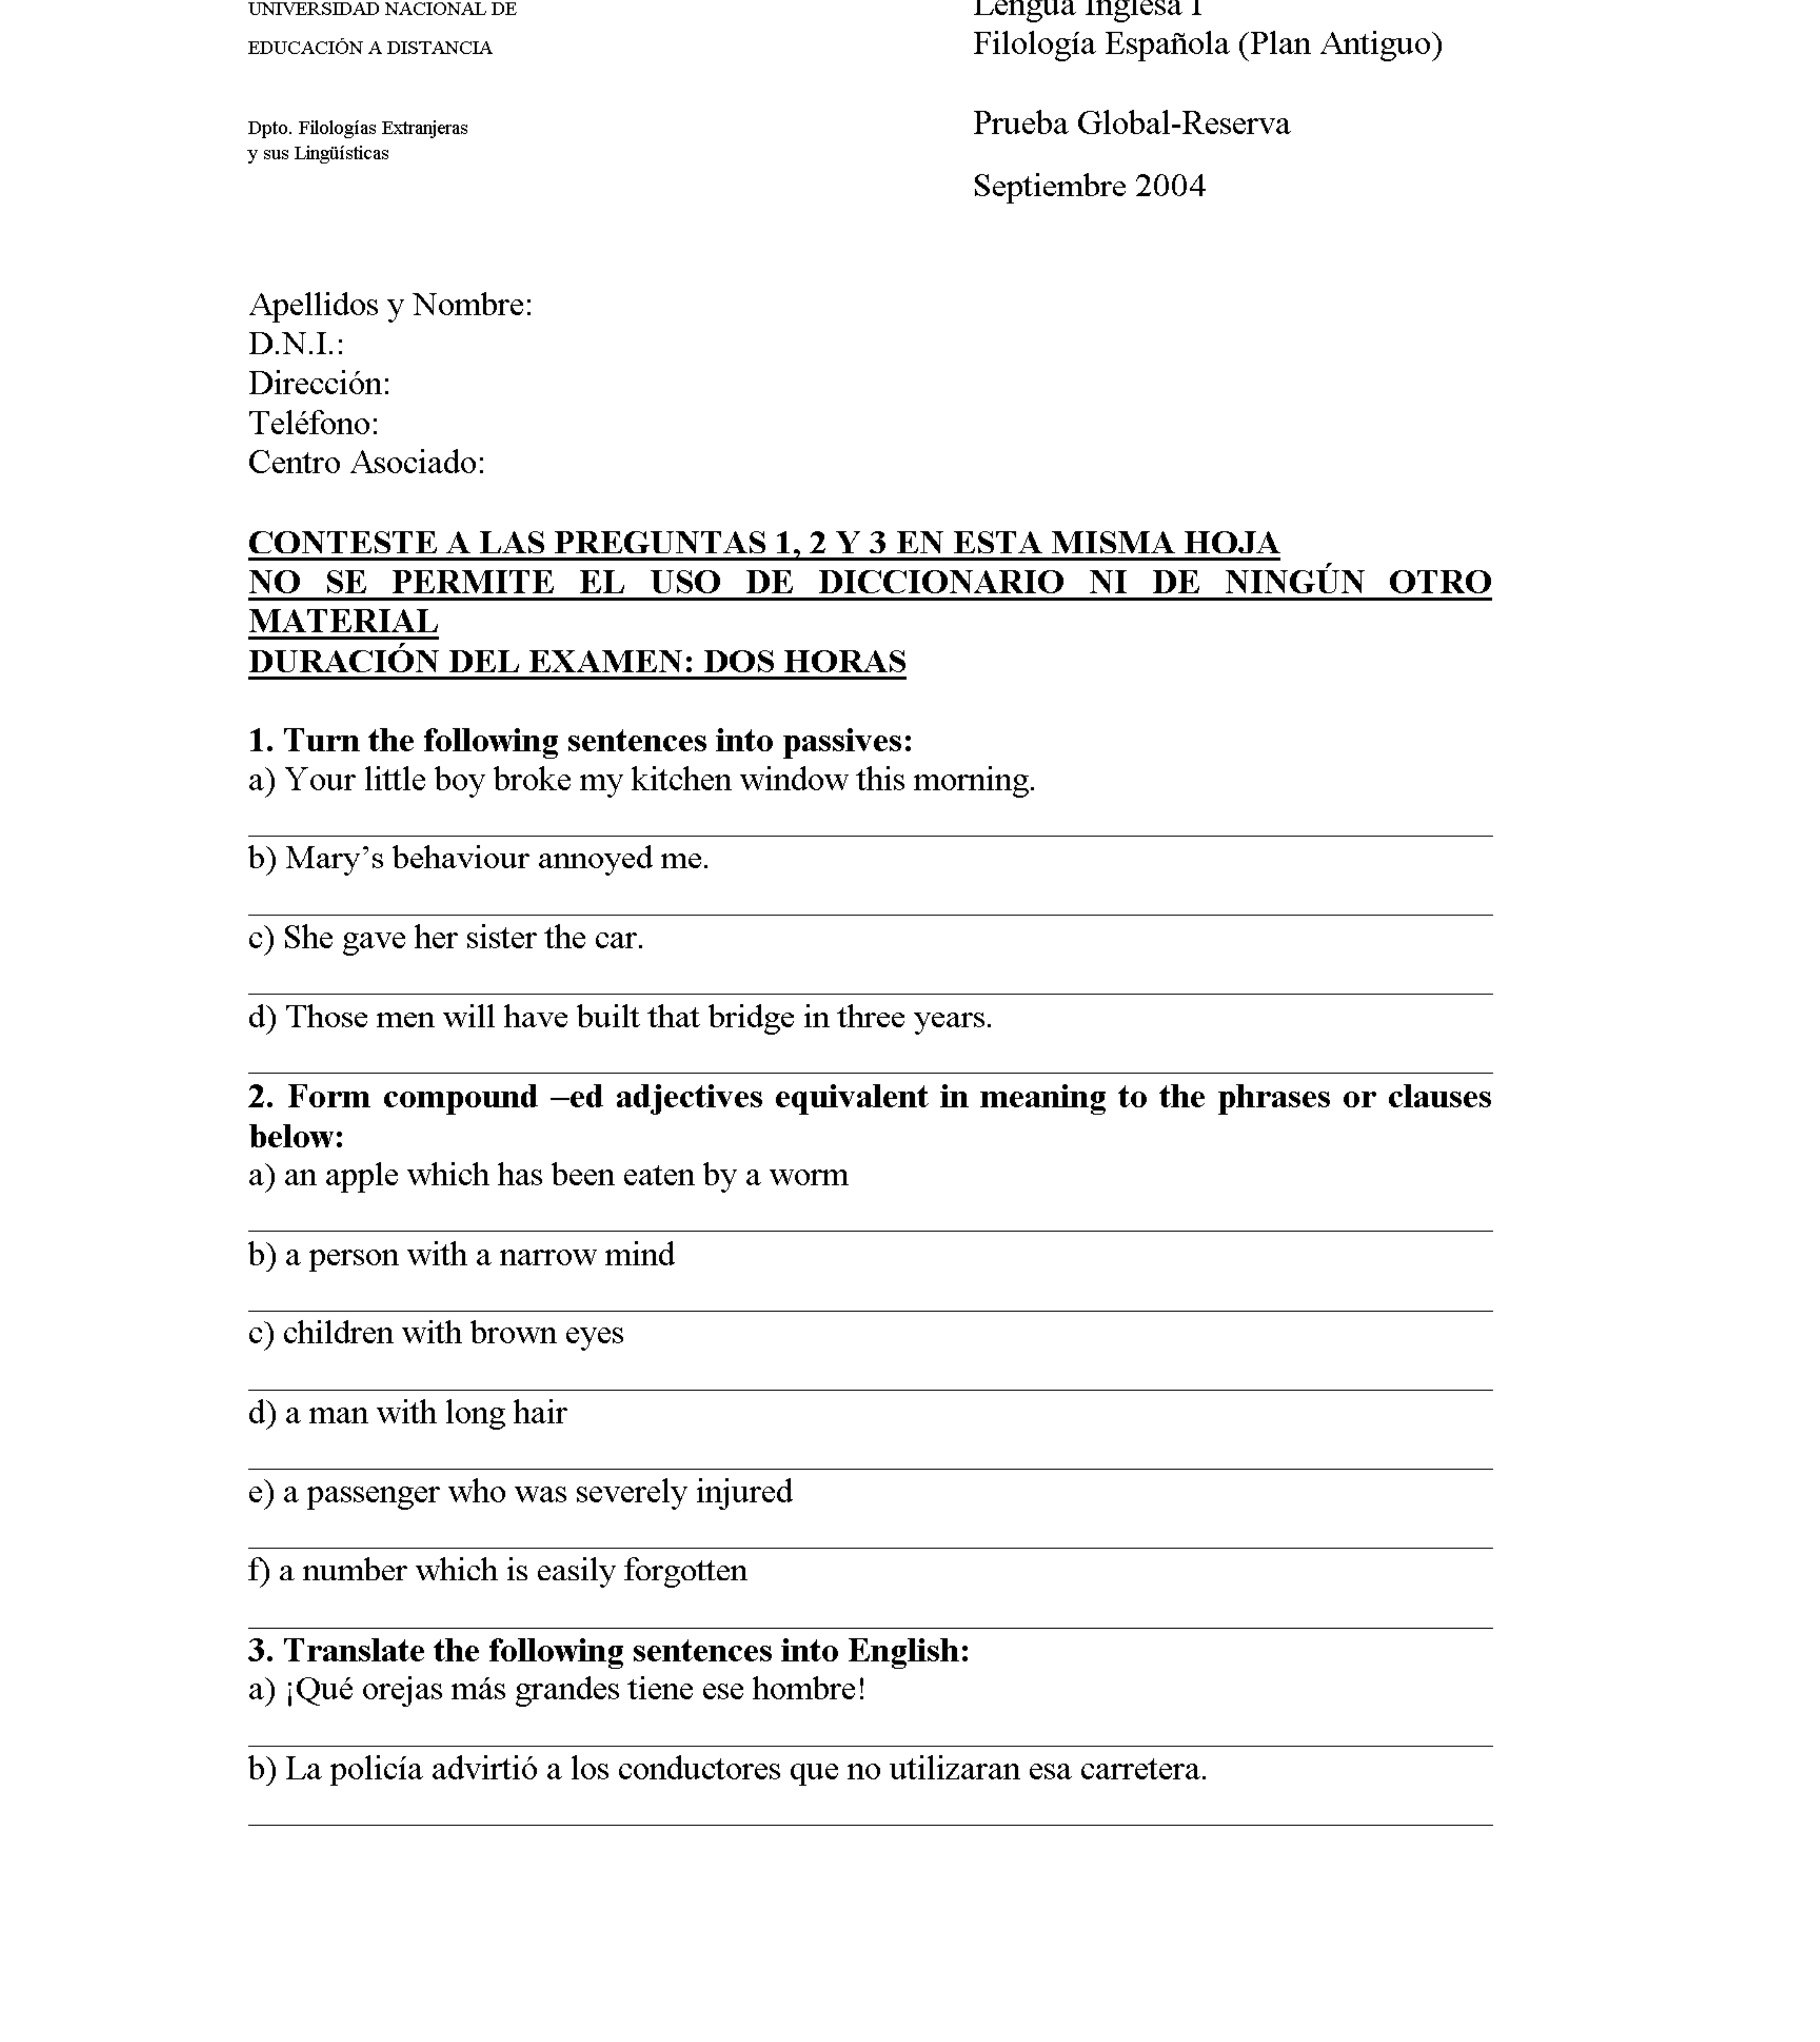 UNIVERSIDAD NACIONAL DE
EDUCACIÓN A DISTANCIA
Dpto. Filologías Extranjeras
y sus Lingüísticas
Lengua Inglesa I
Filología Española (Plan Antiguo)
Prueba Global-Reserva
Septiembre 2004
Apellidos y Nombre:
D.N.I.:
Dirección:
Teléfono:
Centro Asociado:
CONTESTE A LAS PREGUNTAS 1, 2 Y 3 EN ESTA MISMA HOJA
NO SE PERMITE EL USO DE DICCIONARIO NI DE NINGÚN OTRO
MATERIAL
DURACIÓN DEL EXAMEN: DOS HORAS
1. Turn the following sentences into passives:
a) Your little boy broke my kitchen window this morning.
b) Mary’s behaviour annoyed me.
c) She gave her sister the car.
d) Those men will have built that bridge in three years.
2. Form compound –ed adjectives equivalent in meaning to the phrases or clauses
below:
a) an apple which has been eaten by a worm
b) a person with a narrow mind
c) children with brown eyes
d) a man with long hair
e) a passenger who was severely injured
f) a number which is easily forgotten
3. Translate the following sentences into English:
a) ¡Qué orejas más grandes tiene ese hombre!
b) La policía advirtió a los conductores que no utilizaran esa carretera.